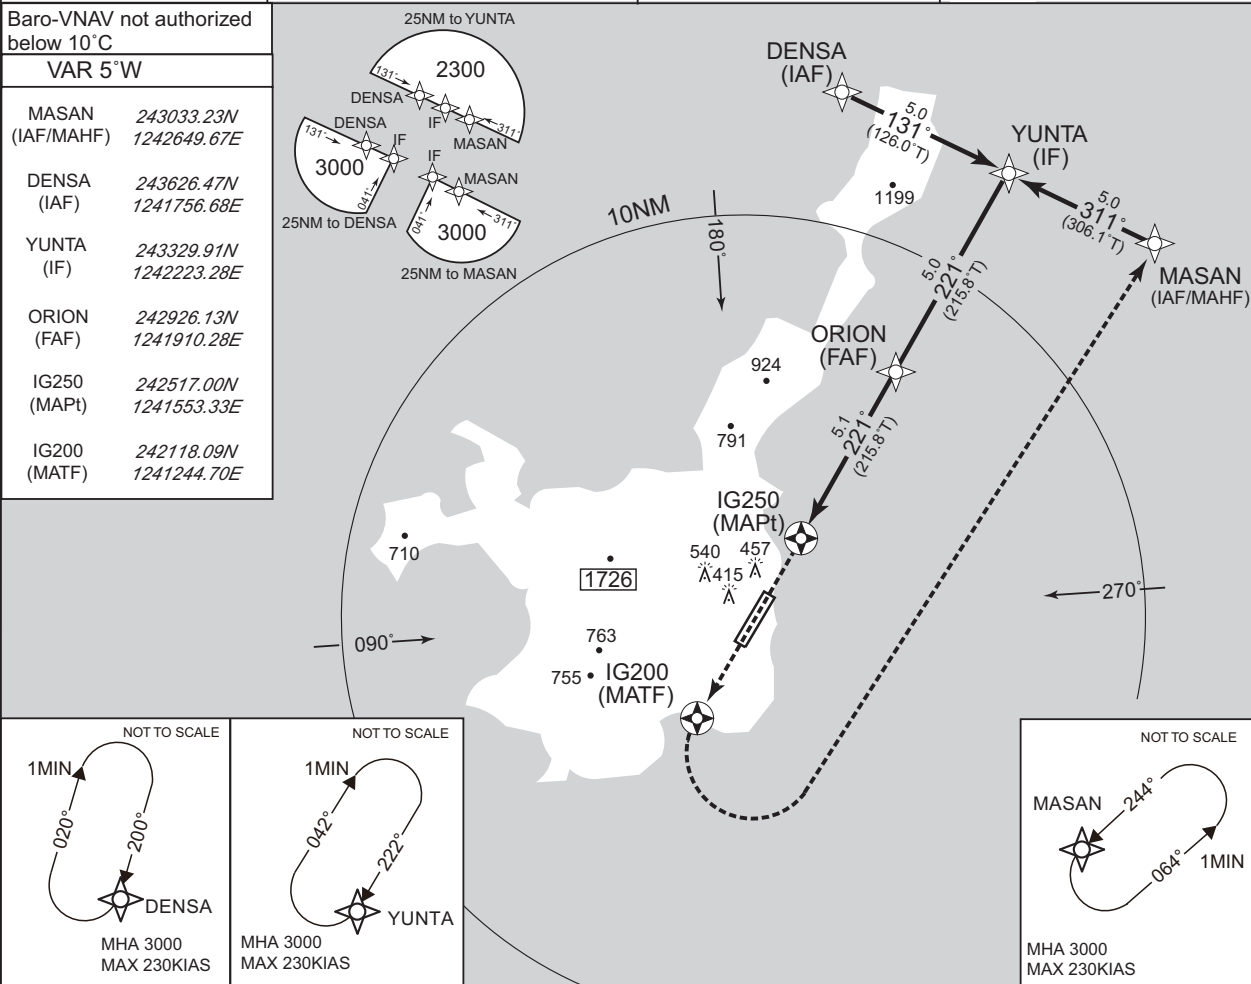 Baro-VNAV not authorized
below 10˚C
VAR 5˚W
MASAN 243033.23N
(IAF/MAHF) 1242649.67E
DENSA 243626.47N
(IAF) 1241756.68E
YUNTA 243329.91N
(IF) 1242223.28E
ORION 242926.13N
(FAF) 1241910.28E
IG250 242517.00N
(MAPt) 1241553.33E
IG200 242118.09N
(MATF) 1241244.70E
25NM to YUNTA
2300
131˚
DENSA
IF
MASAN
311˚
131˚
DENSA
IF
3000
041˚
25NM to DENSA
IF
MASAN
041˚
311˚
3000
25NM to MASAN
DENSA
(IAF)
5.0
131˚
(126.0˚T)
YUNTA
(IF)
1199
5.0
311˚
(306.1˚T)
MASAN
(IAF/MAHF)
10NM
180˚
5.0
221˚
(215.8˚T)
ORION
(FAF)
924
791
5.1
221˚
(215.8˚T)
IG250
(MAPt)
710
1726
540
457
415
270˚
090˚
763
755
IG200
(MATF)
NOT TO SCALE
1MIN
020°
200°
DENSA
MHA 3000
MAX 230KIAS
NOT TO SCALE
1MIN
042°
222°
YUNTA
MHA 3000
MAX 230KIAS
NOT TO SCALE
MASAN
244°
064°
1MIN
MHA 3000
MAX 230KIAS